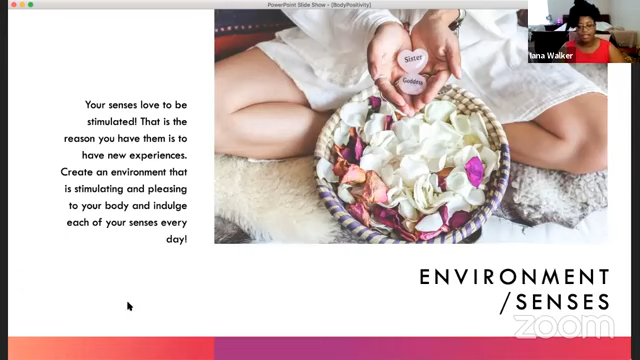 PowerPoint Slide Show - [BodyPositivity]
Sister
Goddess
Iana Walker
Your senses love to be
stimulated! That is the
reason you have them is to
have new experiences.
Create an environment that
is stimulating and pleasing
to your body and indulge
each of your senses every
day!
ENVIRONMENT
/SENSES
zoom